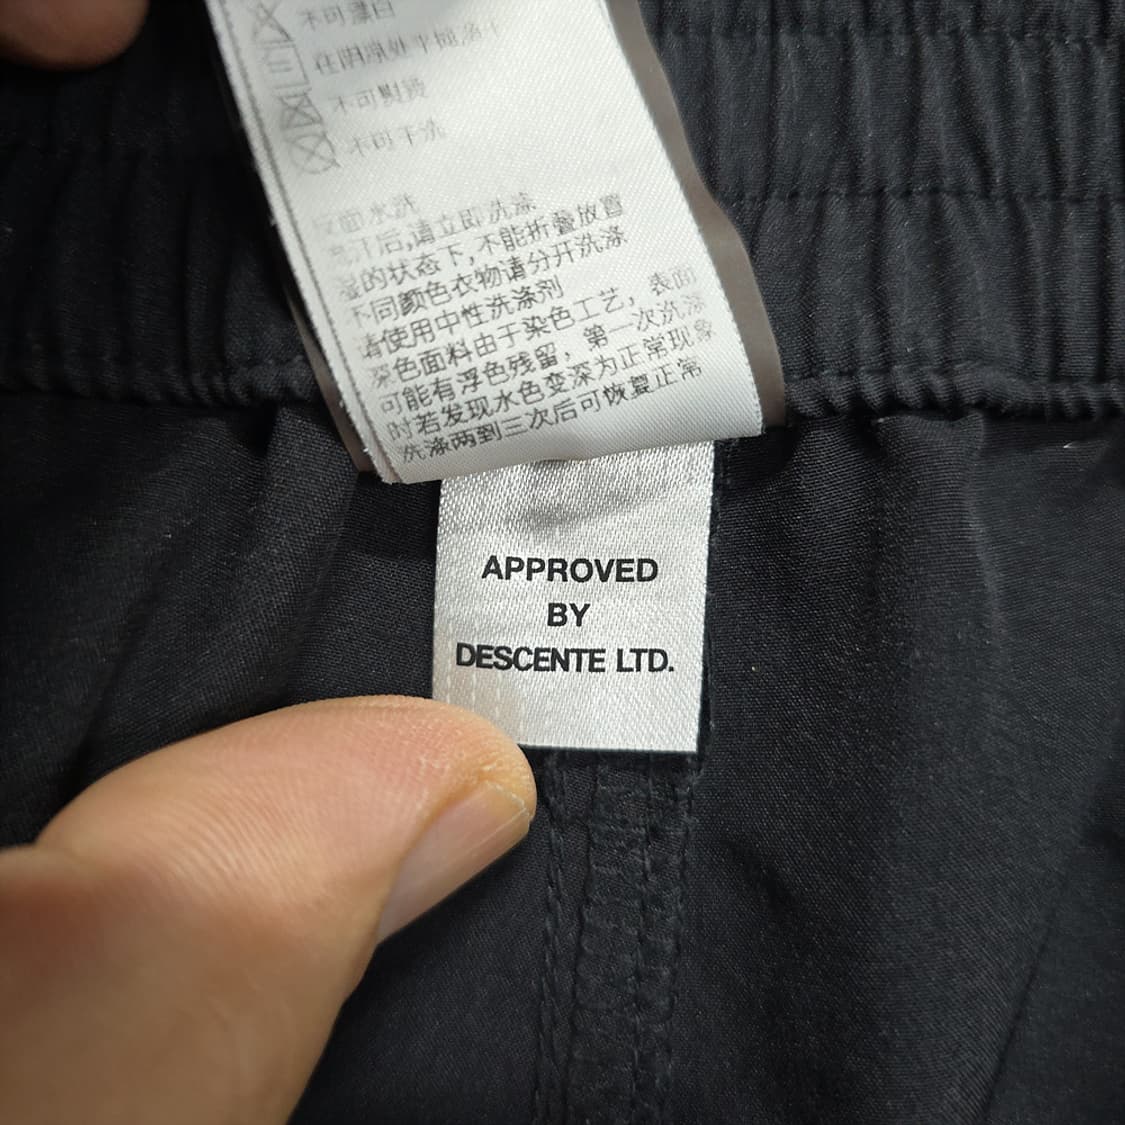 不可漂白
在阴凉处平摊晾干
不可熨烫
不可干洗
反面水洗
出汗后,请立即洗涤
湿的状态下, 不能折叠放置
不同颜色衣物请分开洗涤
请使用中性洗涤剂
深色面料由于染色工艺，表面
可能有浮色残留，第一次洗涤
时若发现水色变深为正常现象
洗涤两到三次后可恢复正常
APPROVED
BY
DESCENTE LTD.